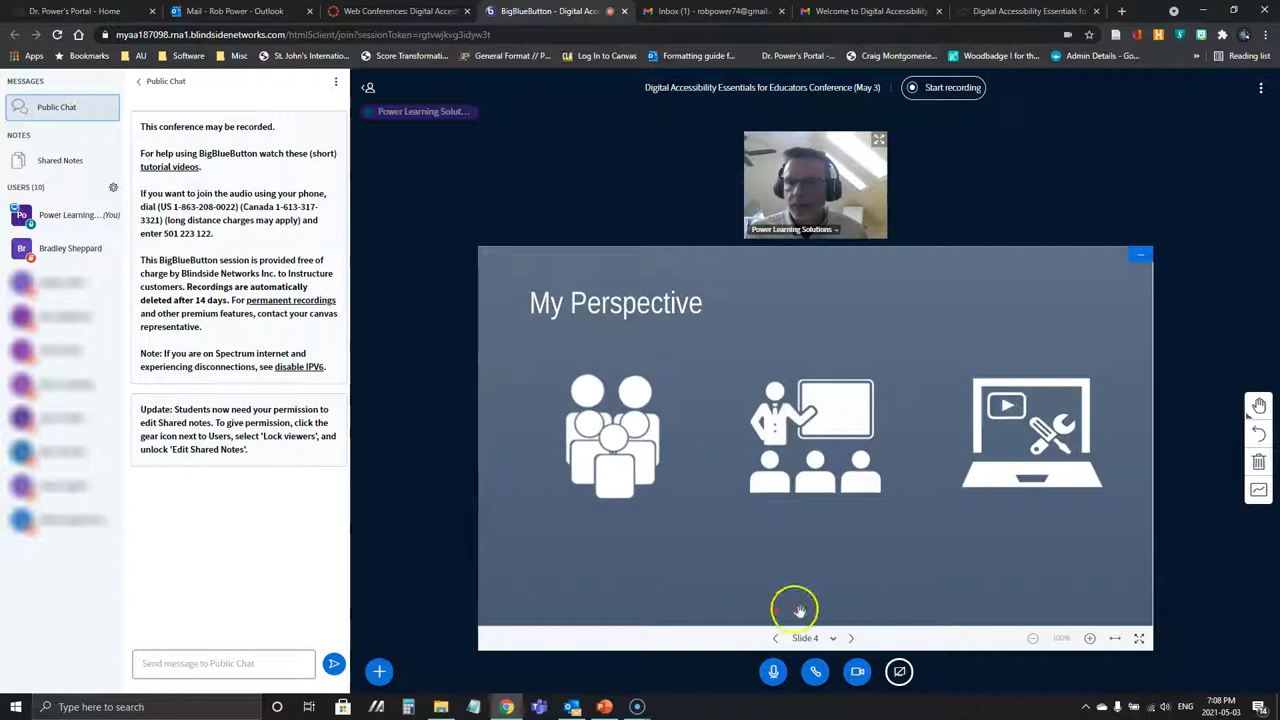 Mail - Rob Power - Outlook
Web Conferences: Digital Access
BigBlueButton - Digital Acce
Inbox (1) - robpower74@gmail.
Welcome to Digital Accessibility
Digital Accessibility Essentials fo
myaa187098.rna1.blindsidenetworks.com/html5client/join?sessionToken=rgtvwjkvg3idyw3t
Apps
Bookmarks
AU
Software
Misc
St. John's Internatio...
Score Transformatio...
General Format // P...
Log In to Canvas
Formatting guide f...
Dr. Power's Portal -...
Craig Montgomerie...
Woodbadge I for th...
Admin Details - Go...
Reading list
MESSAGES
Public Chat
NOTES
Shared Notes
USERS (10)
Power Learning... (You)
Bradley Sheppard
Po
Br
Public Chat
This conference may be recorded.
For help using BigBlueButton watch these (short)
tutorial videos.
If you want to join the audio using your phone,
dial (US 1-863-208-0022) (Canada 1-613-317-
3321) (long distance charges may apply) and
enter 501 223 122.
This BigBlueButton session is provided free of
charge by Blindside Networks Inc. to Instructure
customers. Recordings are automatically
deleted after 14 days. For permanent recordings
and other premium features, contact your canvas
representative.
Note: If you are on Spectrum internet and
experiencing disconnections, see disable IPV6.
Update: Students now need your permission to
edit Shared notes. To give permission, click the
gear icon next to Users, select 'Lock viewers', and
unlock 'Edit Shared Notes'.
Send message to Public Chat
Digital Accessibility Essentials for Educators Conference (May 3)
Start recording
Power Learning Solut...
Power Learning Solutions
My Perspective
Slide 4
100%
Type here to search
ENG
7:08 PM
2021-05-03